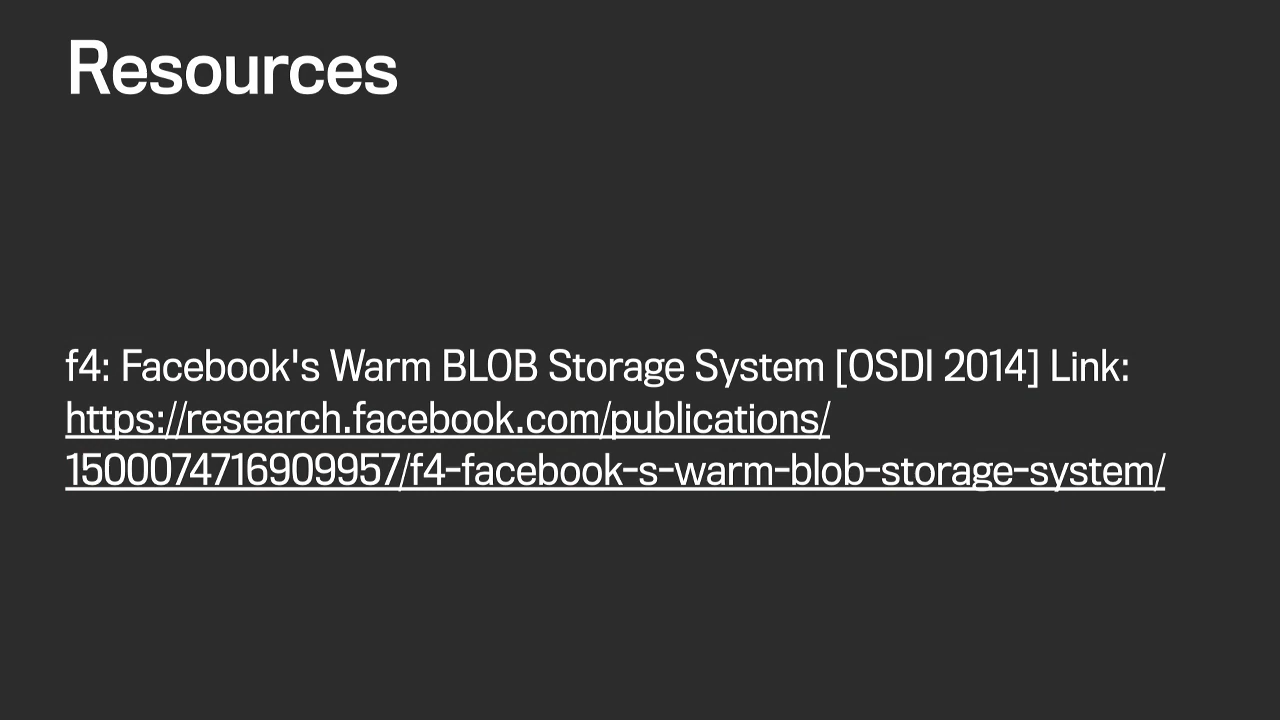 Resources
f4: Facebook's Warm BLOB Storage System [OSDI 2014] Link:
https://research.facebook.com/publications/
1500074716909957/f4-facebook-s-warm-blob-storage-system/